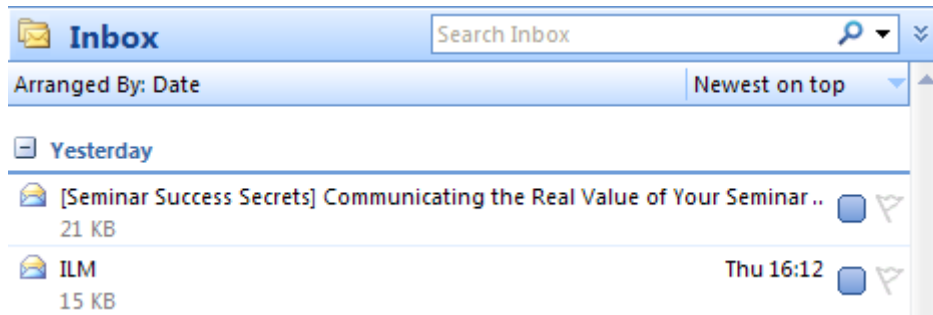 Inbox
Search Inbox
Arranged By: Date
Newest on top
Yesterday
[Seminar Success Secrets] Communicating the Real Value of Your Seminar ..
21 KB
ILM
Thu 16:12
15 KB